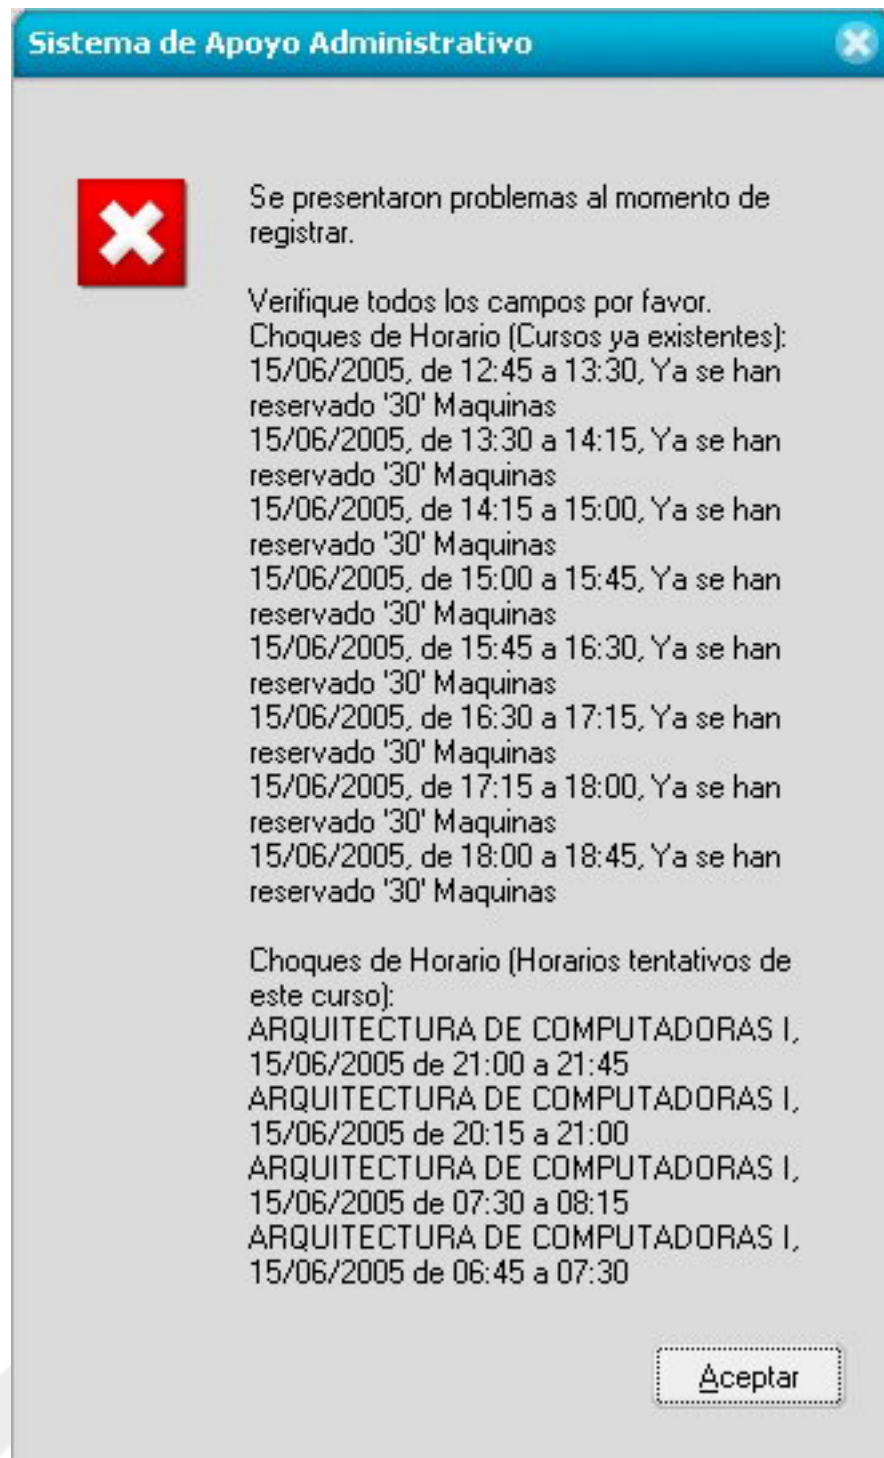 Sistema de Apoyo Administrativo
Se presentaron problemas al momento de
registrar.
Verifique todos los campos por favor.
Choques de Horario (Cursos ya existentes):
15/06/2005, de 12:45 a 13:30, Ya se han
reservado '30' Maquinas
15/06/2005, de 13:30 a 14:15, Ya se han
reservado '30' Maquinas
15/06/2005, de 14:15 a 15:00, Ya se han
reservado '30' Maquinas
15/06/2005, de 15:00 a 15:45, Ya se han
reservado '30' Maquinas
15/06/2005, de 15:45 a 16:30, Ya se han
reservado '30' Maquinas
15/06/2005, de 16:30 a 17:15, Ya se han
reservado '30' Maquinas
15/06/2005, de 17:15 a 18:00, Ya se han
reservado '30' Maquinas
15/06/2005, de 18:00 a 18:45, Ya se han
reservado '30' Maquinas
Choques de Horario (Horarios tentativos de
este curso):
ARQUITECTURA DE COMPUTADORAS I,
15/06/2005 de 21:00 a 21:45
ARQUITECTURA DE COMPUTADORAS I,
15/06/2005 de 20:15 a 21:00
ARQUITECTURA DE COMPUTADORAS I,
15/06/2005 de 07:30 a 08:15
ARQUITECTURA DE COMPUTADORAS I,
15/06/2005 de 06:45 a 07:30
Aceptar